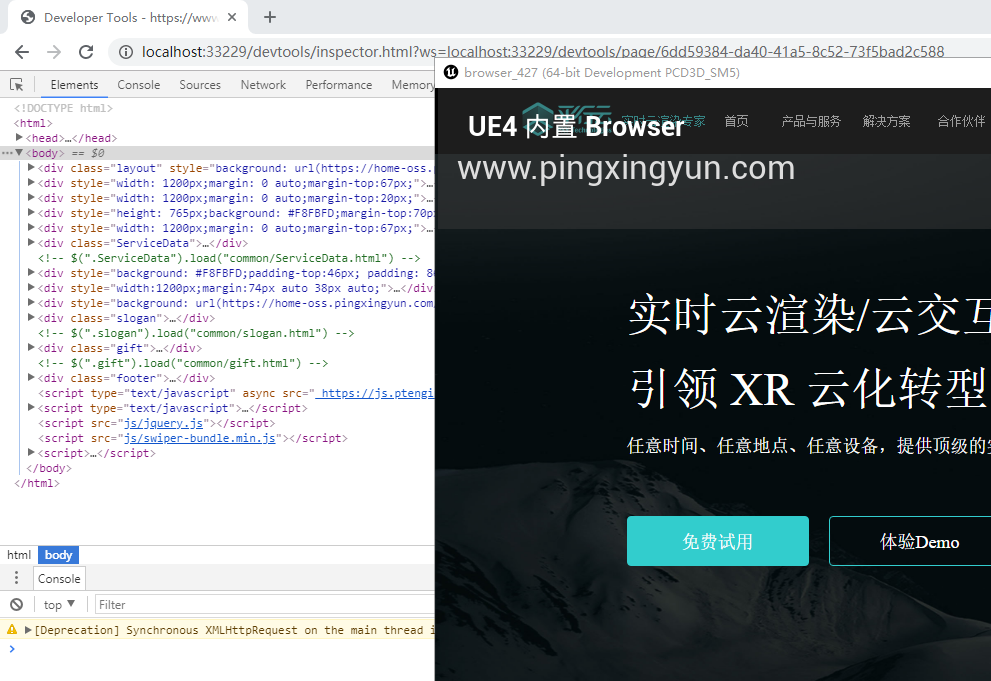 Developer Tools - https://www
localhost:33229/devtools/inspector.html?ws=localhost:33229/devtools/page/6dd59384-da40-41a5-8c52-73f5bad2c588
Elements Console Sources Network Performance Memory
<!DOCTYPE html>
<html>
<head>…</head>
<body> == $0
<div class="layout" style="background: url(https://home-oss.
<div style="width: 1200px;margin: 0 auto;margin-top:67px;">…
<div style="width: 1200px;margin: 0 auto;margin-top:20px;">…
<div style="height: 765px;background: #F8FBFD;margin-top:70px
<div style="width: 1200px;margin: 0 auto;margin-top:67px;">…
<div class="ServiceData">…</div>
<!-- $(".ServiceData").load("common/ServiceData.html") -->
<div style="background: #F8FBFD;padding-top:46px; padding: 80
<div style="width:1200px;margin:74px auto 38px auto;">…</div
<div style="background: url(https://home-oss.pingxingyun.com
<div class="slogan">…</div>
<!-- $(".slogan").load("common/slogan.html") -->
<div class="gift">…</div>
<!-- $(".gift").load("common/gift.html") -->
<div class="footer">…</div>
<script type="text/javascript" async src=" https://js.ptengi
<script type="text/javascript">…</script>
<script src="js/jquery.js"></script>
<script src="js/swiper-bundle.min.js"></script>
<script>…</script>
</body>
</html>
html body
Console
top Filter
[Deprecation] Synchronous XMLHttpRequest on the main thread i
browser_427 (64-bit Development PCD3D_SM5)
UE4 内置 Browser
实时云渲染专家 首页 产品与服务 解决方案 合作伙伴
www.pingxingyun.com
实时云渲染/云交互
引领 XR 云化转型
任意时间、任意地点、任意设备，提供顶级的
免费试用 体验Demo